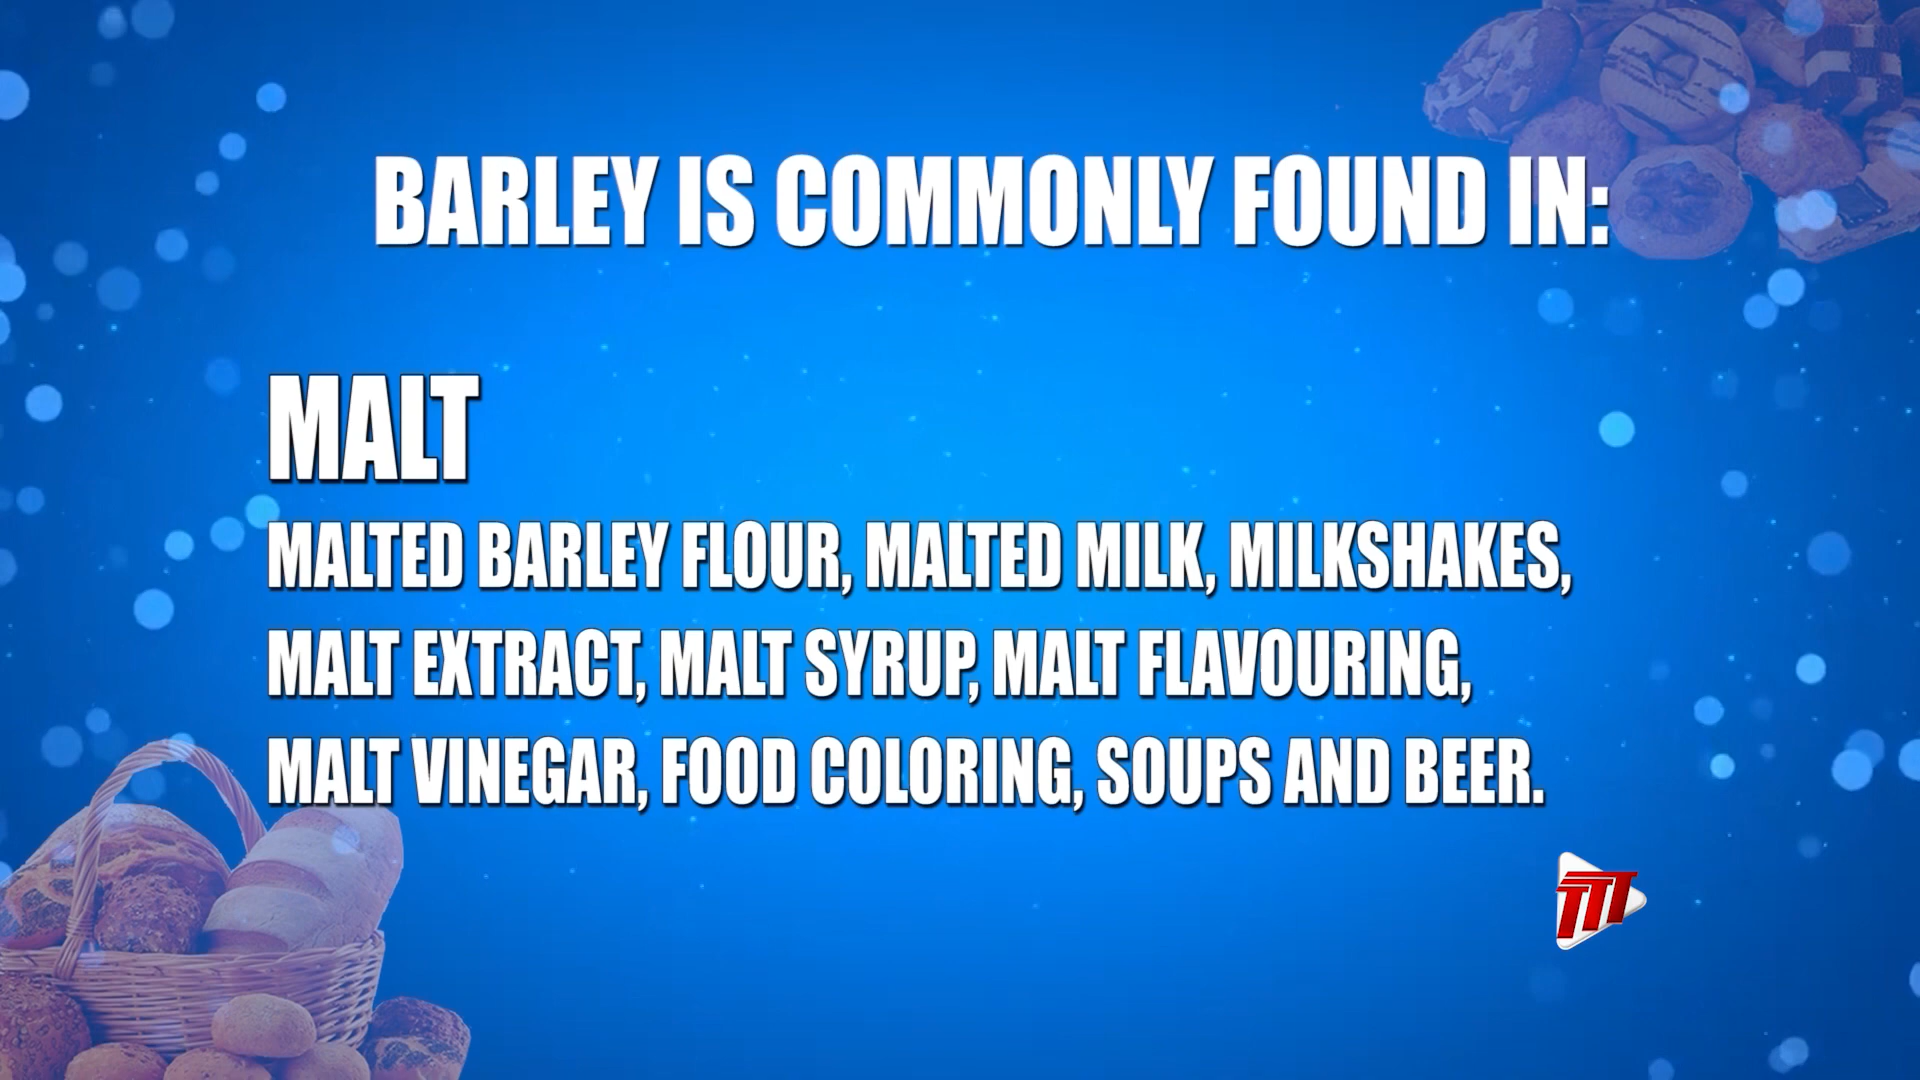 BARLEY IS COMMONLY FOUND IN:
MALT
MALTED BARLEY FLOUR, MALTED MILK, MILKSHAKES,
MALT EXTRACT, MALT SYRUP, MALT FLAVOURING,
MALT VINEGAR, FOOD COLORING, SOUPS AND BEER.
TTT